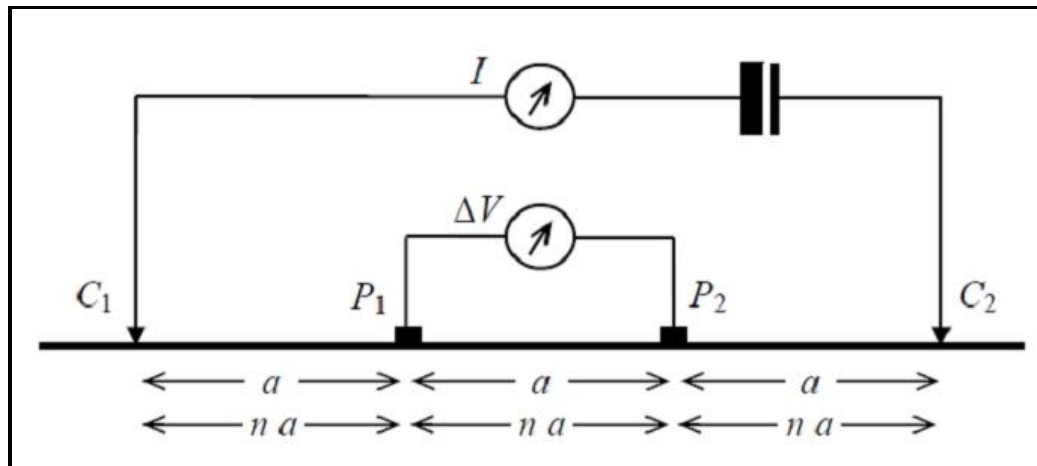 I
ΔV
C₁ P₁ P₂ C₂
a a a
n a n a n a